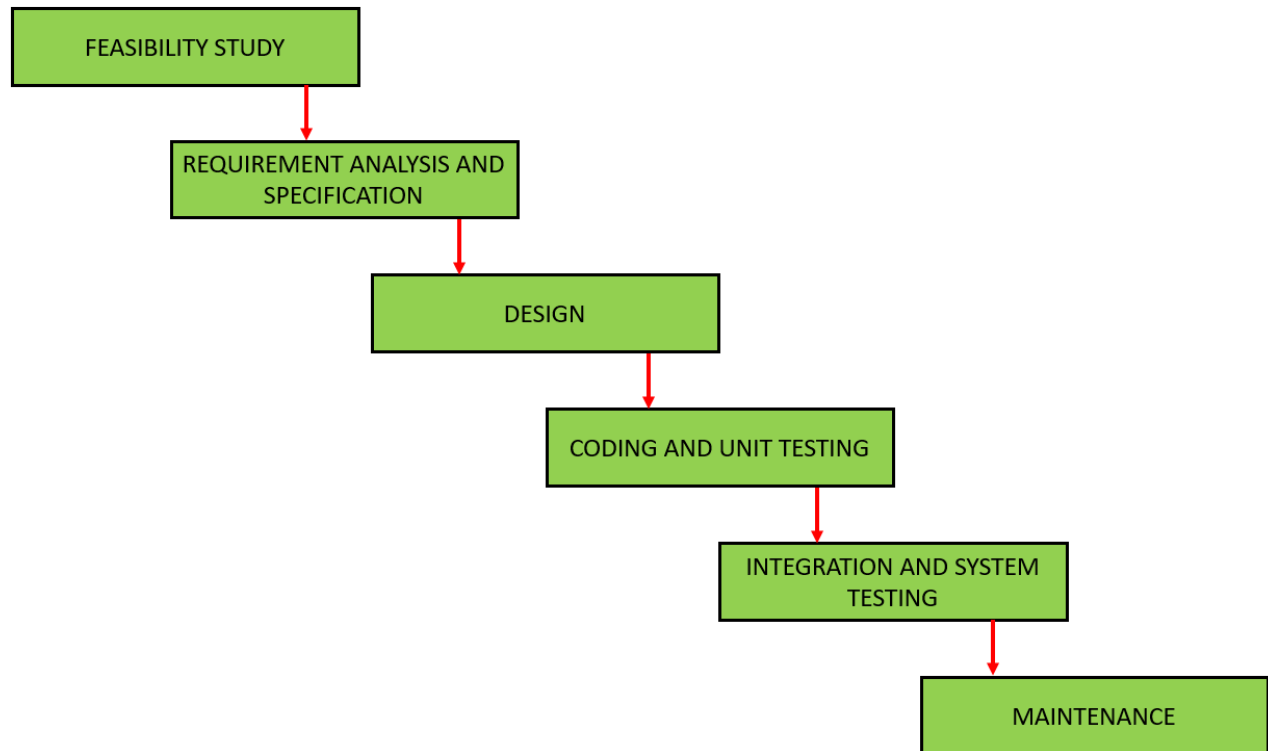 FEASIBILITY STUDY
REQUIREMENT ANALYSIS AND
SPECIFICATION
DESIGN
CODING AND UNIT TESTING
INTEGRATION AND SYSTEM
TESTING
MAINTENANCE